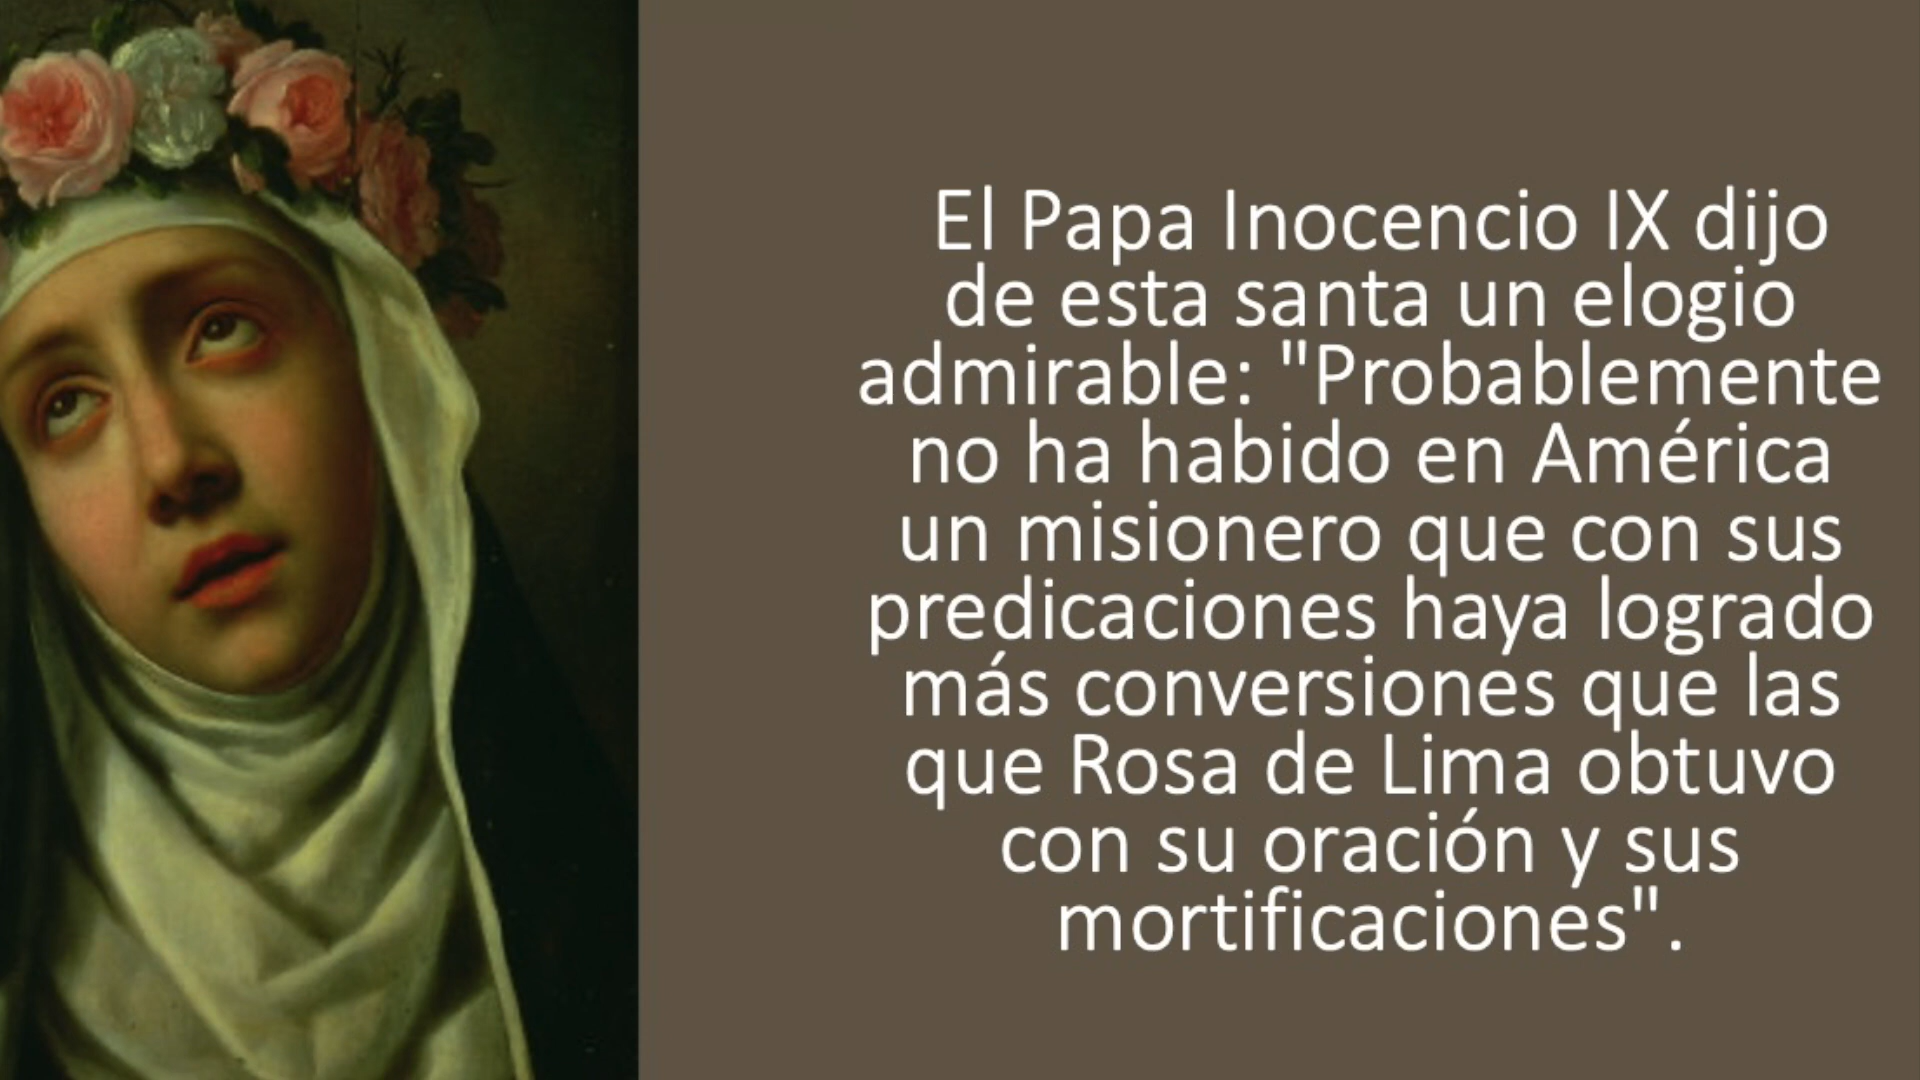 El Papa Inocencio IX dijo
de esta santa un elogio
admirable: "Probablemente
no ha habido en América
un misionero que con sus
predicaciones haya logrado
más conversiones que las
que Rosa de Lima obtuvo
con su oración y sus
mortificaciones".